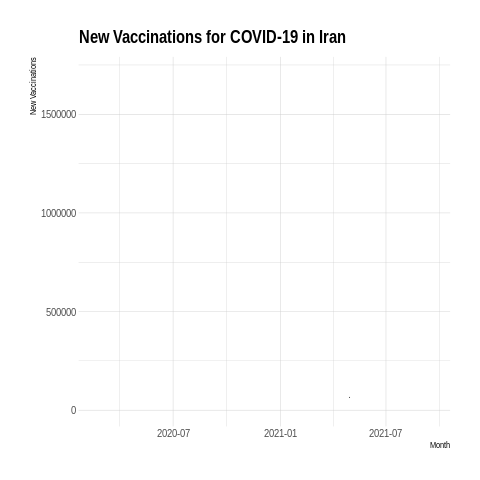 New Vaccinations for COVID-19 in Iran
New Vaccinations
1500000
1000000
500000
0
2020-07 2021-01 2021-07
Month